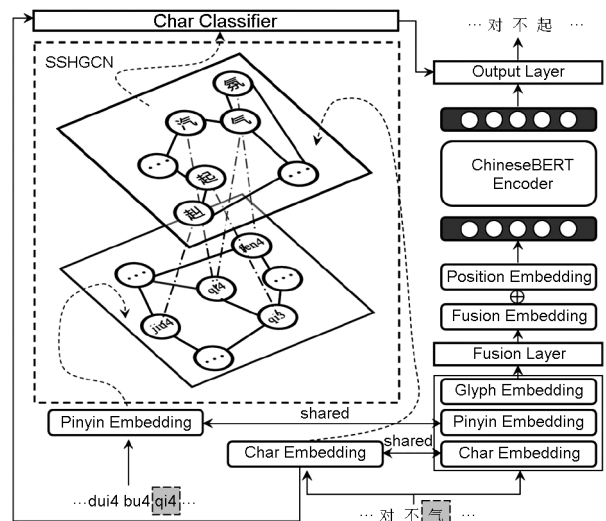 Char Classifier
··· 对 不 起 ···
SSHGCN
Output Layer
氛
汽
气
···
起
···
赳
ChineseBERT
Encoder
fen4
···
qi4
···
Position Embedding
jiu4
qi3
···
Fusion Embedding
Fusion Layer
Glyph Embedding
Pinyin Embedding
shared
Pinyin Embedding
Char Embedding
shared
Char Embedding
···dui4 bu4 qi4 ···
··· 对 不 气 ···